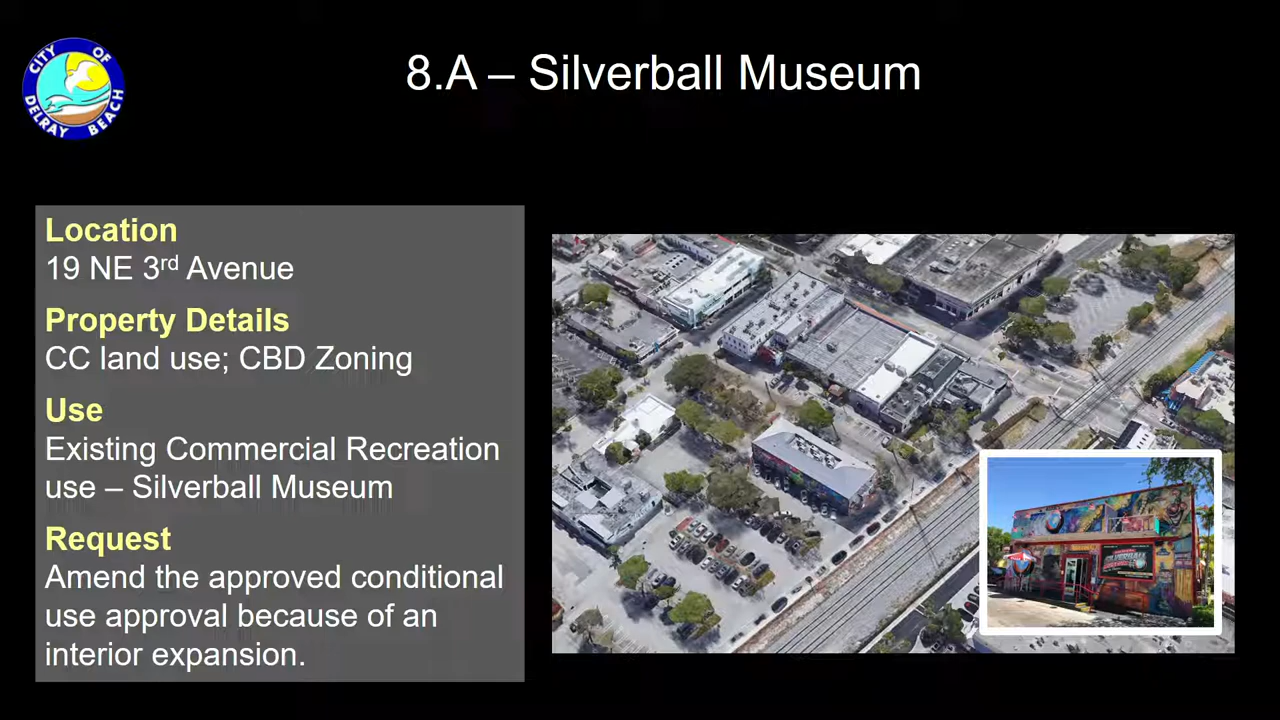 CITY OF
DELRAY BEACH
8.A – Silverball Museum
Location
19 NE 3rd Avenue
Property Details
CC land use; CBD Zoning
Use
Existing Commercial Recreation
use – Silverball Museum
Request
Amend the approved conditional
use approval because of an
interior expansion.
SILVERBALL